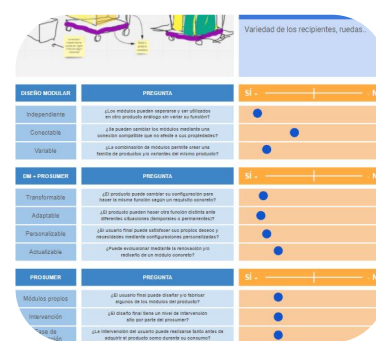 Variedad de los recipientes, ruedas..
DISEÑO MODULAR PREGUNTA SÍ - - N
Independiente
¿Los módulos pueden separarse y ser utilizados
en otro producto análogo sin variar su función?
Conectable
¿Se pueden cambiar los módulos mediante una
conexión compatible que no afecte a sus propiedades?
Variable
¿La combinación de módulos permite crear una
familia de productos y/o variantes del mismo producto?
DM + PROSUMER PREGUNTA SÍ - - N
Transformable
¿El producto puede cambiar su configuración para
hacer la misma función según un requisito concreto?
Adaptable
¿El producto pueden hacer otra función distinta ante
diferentes situaciones (temporales o permanentes)?
Personalizable
¿El usuario final puede satisfacer sus propios deseos y
necesidades mediante configuraciones personalizadas?
Actualizable
¿Puede evolucionar mediante la renovación y/o
rediseño de un módulo concreto?
PROSUMER PREGUNTA SÍ -
Módulos propios
¿El usuario final puede diseñar y/o fabricar
algunos de los módulos del producto?
Intervención
¿El diseño final tiene un nivel de intervención
alto por parte del prosumer?
de
¿La intervención del usuario puede realizarse tanto antes de
adquirir el producto como durante su consumo?